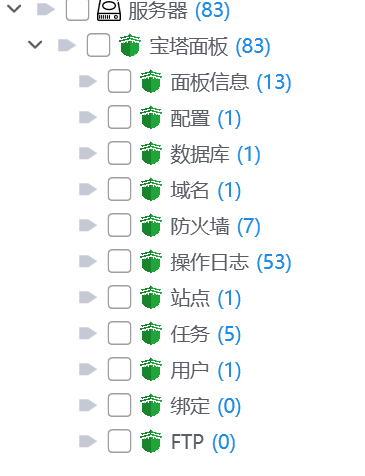 服务器 (83)
宝塔面板 (83)
面板信息 (13)
配置 (1)
数据库 (1)
域名 (1)
防火墙 (7)
操作日志 (53)
站点 (1)
任务 (5)
用户 (1)
绑定 (0)
FTP (0)